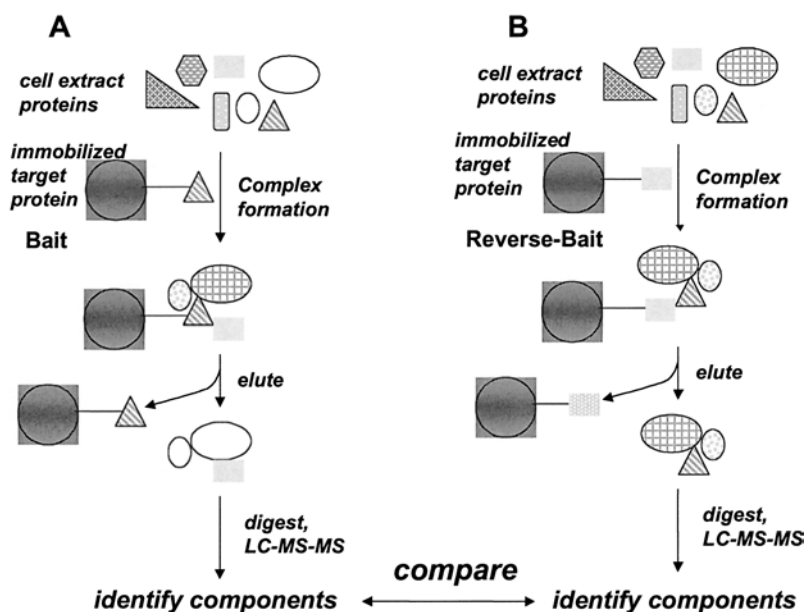 A
cell extract
proteins
immobilized
target
protein
Complex
formation
Bait
elute
digest,
LC-MS-MS
identify components
compare
B
cell extract
proteins
immobilized
target
protein
Complex
formation
Reverse-Bait
elute
digest,
LC-MS-MS
identify components